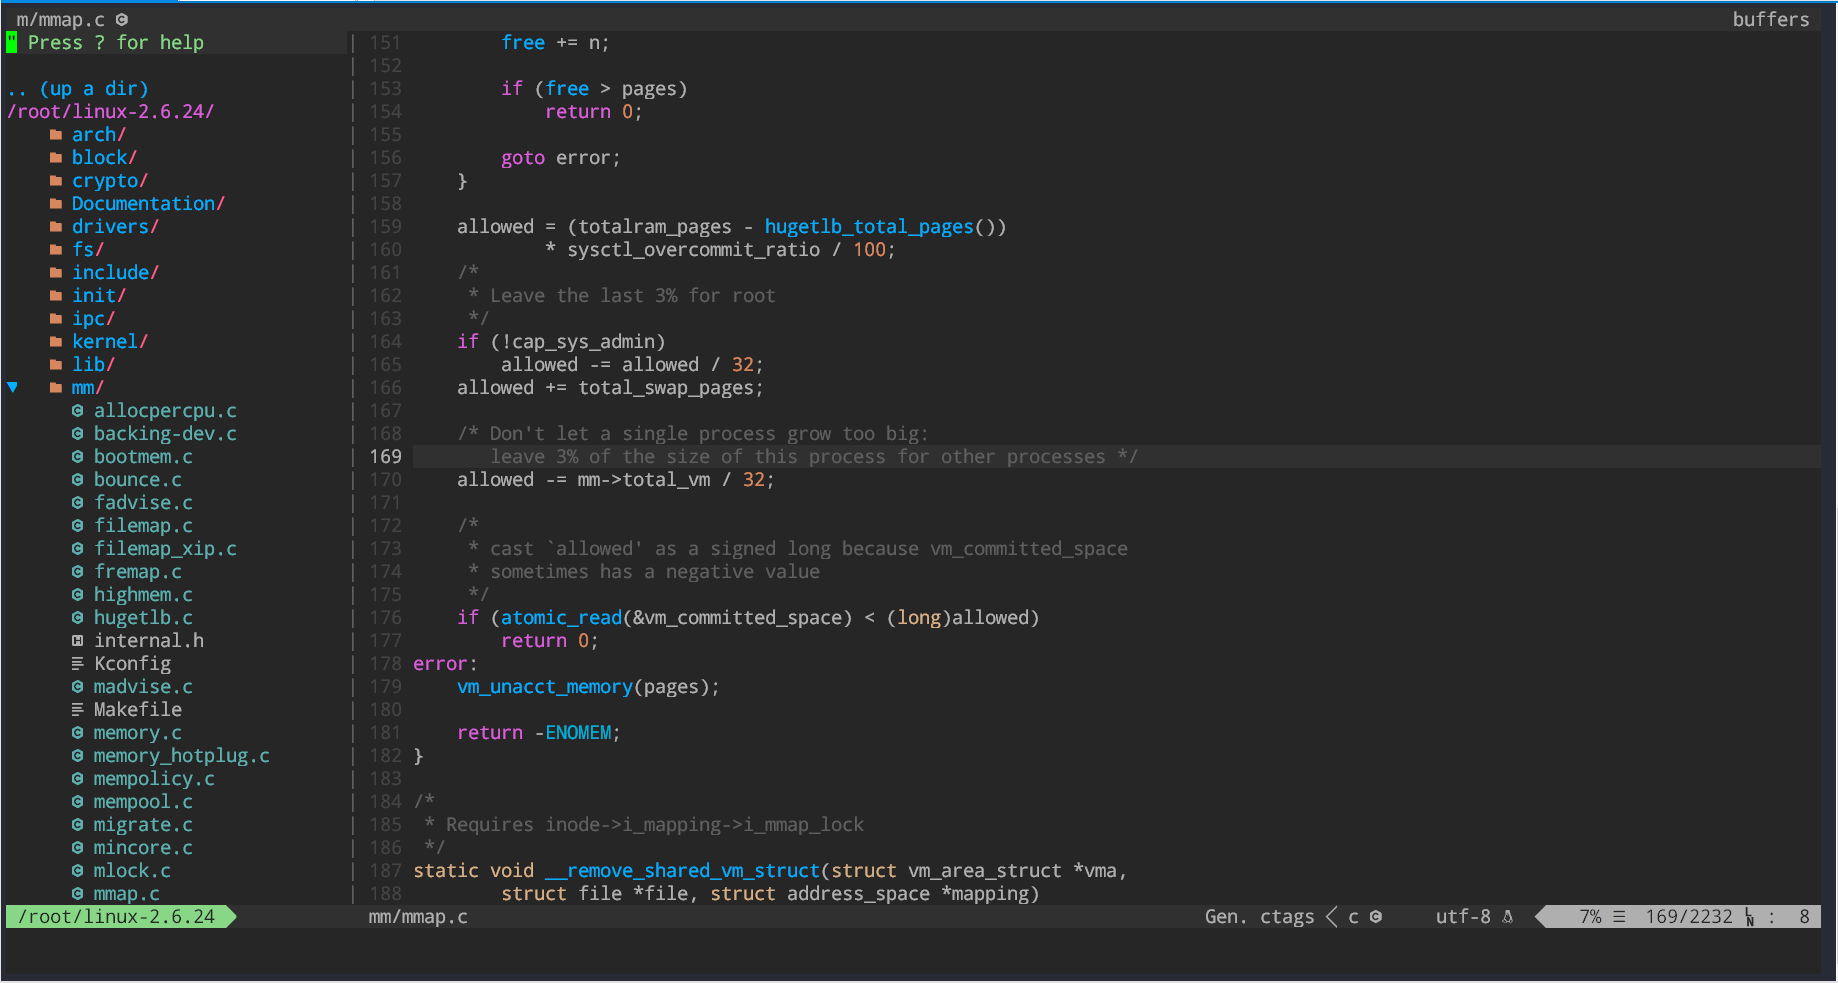 m/mmap.c
buffers
" Press ? for help
.. (up a dir)
/root/linux-2.6.24/
arch/
block/
crypto/
Documentation/
drivers/
fs/
include/
init/
ipc/
kernel/
lib/
mm/
allocpercpu.c
backing-dev.c
bootmem.c
bounce.c
fadvise.c
filemap.c
filemap_xip.c
fremap.c
highmem.c
hugetlb.c
internal.h
Kconfig
madvise.c
Makefile
memory.c
memory_hotplug.c
mempolicy.c
mempool.c
migrate.c
mincore.c
mlock.c
mmap.c
151         free += n;
152
153         if (free > pages)
154             return 0;
155
156         goto error;
157     }
158
159     allowed = (totalram_pages - hugetlb_total_pages())
160             * sysctl_overcommit_ratio / 100;
161     /*
162      * Leave the last 3% for root
163      */
164     if (!cap_sys_admin)
165         allowed -= allowed / 32;
166     allowed += total_swap_pages;
167
168     /* Don't let a single process grow too big:
169        leave 3% of the size of this process for other processes */
170     allowed -= mm->total_vm / 32;
171
172     /*
173      * cast `allowed' as a signed long because vm_committed_space
174      * sometimes has a negative value
175      */
176     if (atomic_read(&vm_committed_space) < (long)allowed)
177         return 0;
178 error:
179     vm_unacct_memory(pages);
180
181     return -ENOMEM;
182 }
183
184 /*
185  * Requires inode->i_mapping->i_mmap_lock
186  */
187 static void __remove_shared_vm_struct(struct vm_area_struct *vma,
188         struct file *file, struct address_space *mapping)
/root/linux-2.6.24
mm/mmap.c
Gen. ctags
c
utf-8
7% ☰ 169/2232 LN : 8